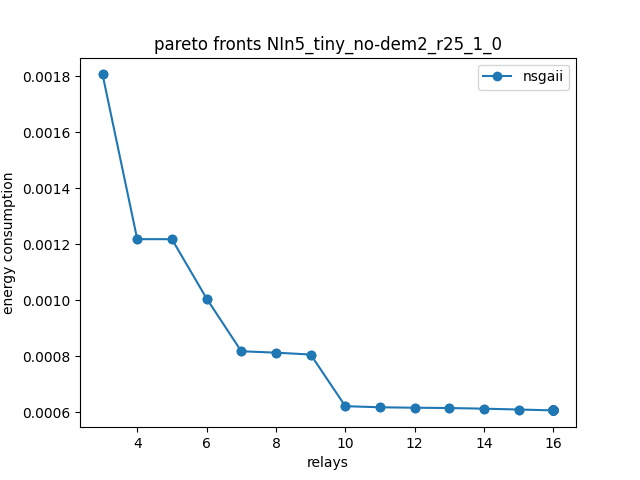 pareto fronts NIn5_tiny_no-dem2_r25_1_0
nsgaii
0.0018
0.0016
0.0014
0.0012
0.0010
0.0008
0.0006
energy consumption
4 6 8 10 12 14 16
relays